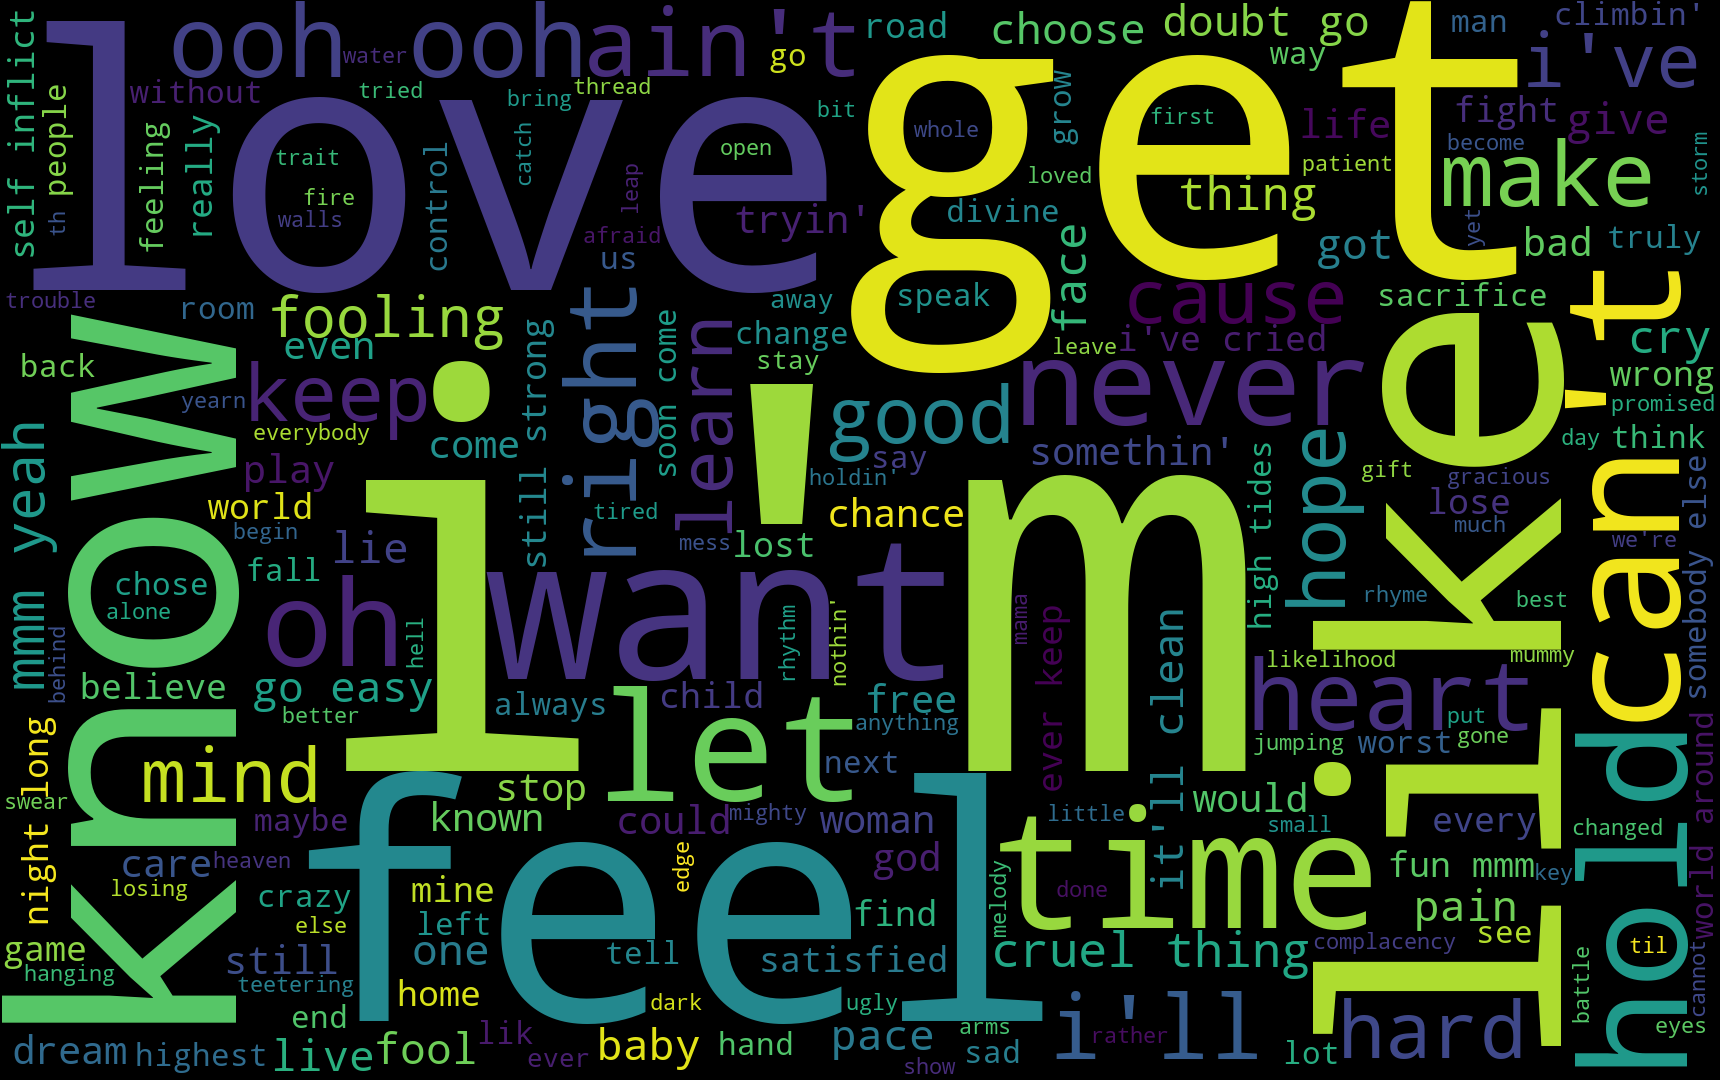 love
get
i'm
know
feel
like
want
can't
hold
time
let
never
ooh ooh
ain't
i've
make
right
learn
keep
oh
mind
good
cause
heart
hope
i'll
hard
fooling
mmm yeah
self inflict
people
th
water
without
tried
feeling
really
trait
fire
walls
control
catch
bring
thread
bit
go
road
choose
doubt go
way
man
climbin'
whole
open
leap
afraid
tryin'
us
grow
first
loved
divine
thing
life
patient
fight
give
become
yet
storm
got
bad
truly
trouble
room
even
back
yearn
everybody
come
play
world
begin
fall
lie
chose
alone
behind
believe
hell
go easy
better
still strong
soon come
away
speak
change
stay
face
leave
i've cried
sacrifice
cry
wrong
promised
day
think
somethin'
say
holdin'
tired
mess
lost
chance
high tides
gift
gracious
lose
much
we're
somebody else
rhyme
best
likelihood
mummy
mama
ever keep
it'll clean
rhythm
nothin'
always
child
free
anything
next
stop
known
could
mighty
woman
god
jumping
worst
put
gone
would
little
small
every
changed
world around
night long
swear
maybe
care
heaven
losing
crazy
else
mine
left
one
edge
find
tell
satisfied
melody
done
fun mmm
key
pain
see
complacency
cruel thing
til
battle
cannot
game
hanging
still
teetering
home
dark
ugly
arms
end
lik
ever
baby
hand
pace
show
sad
rather
lot
eyes
dream
highest
live
fool